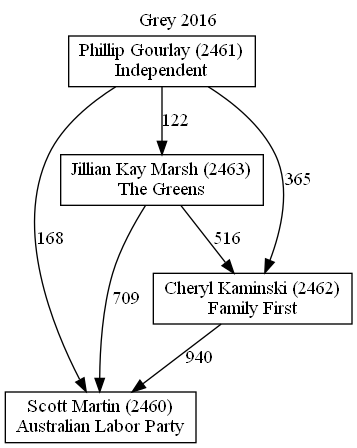 Grey 2016
Phillip Gourlay (2461)
Independent
122
Jillian Kay Marsh (2463)
The Greens
365
168
516
Cheryl Kaminski (2462)
Family First
709
940
Scott Martin (2460)
Australian Labor Party